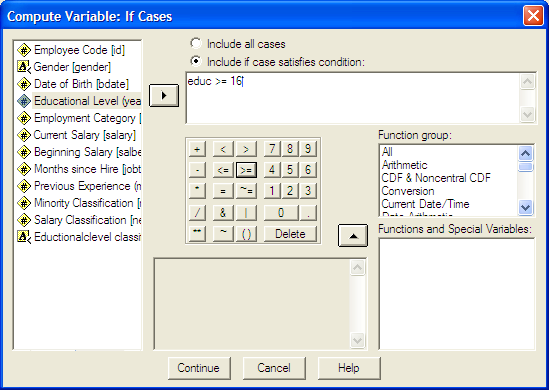 Compute Variable: If Cases
Employee Code [id]
Gender [gender]
Date of Birth [bdate]
Educational Level (yea
Employment Category [
Current Salary [salary]
Beginning Salary [salbe
Months since Hire [jobt
Previous Experience (m
Minority Classification [m
Salary Classification [ne
Eductionalclevel classif
Include all cases
Include if case satisfies condition:
educ >= 16
+ < > 7 8 9
- <= >= 4 5 6
* = ~= 1 2 3
/ & | 0 .
** ~ ( ) Delete
Function group:
All
Arithmetic
CDF & Noncentral CDF
Conversion
Current Date/Time
Date Arithmetic
Functions and Special Variables:
Continue
Cancel
Help